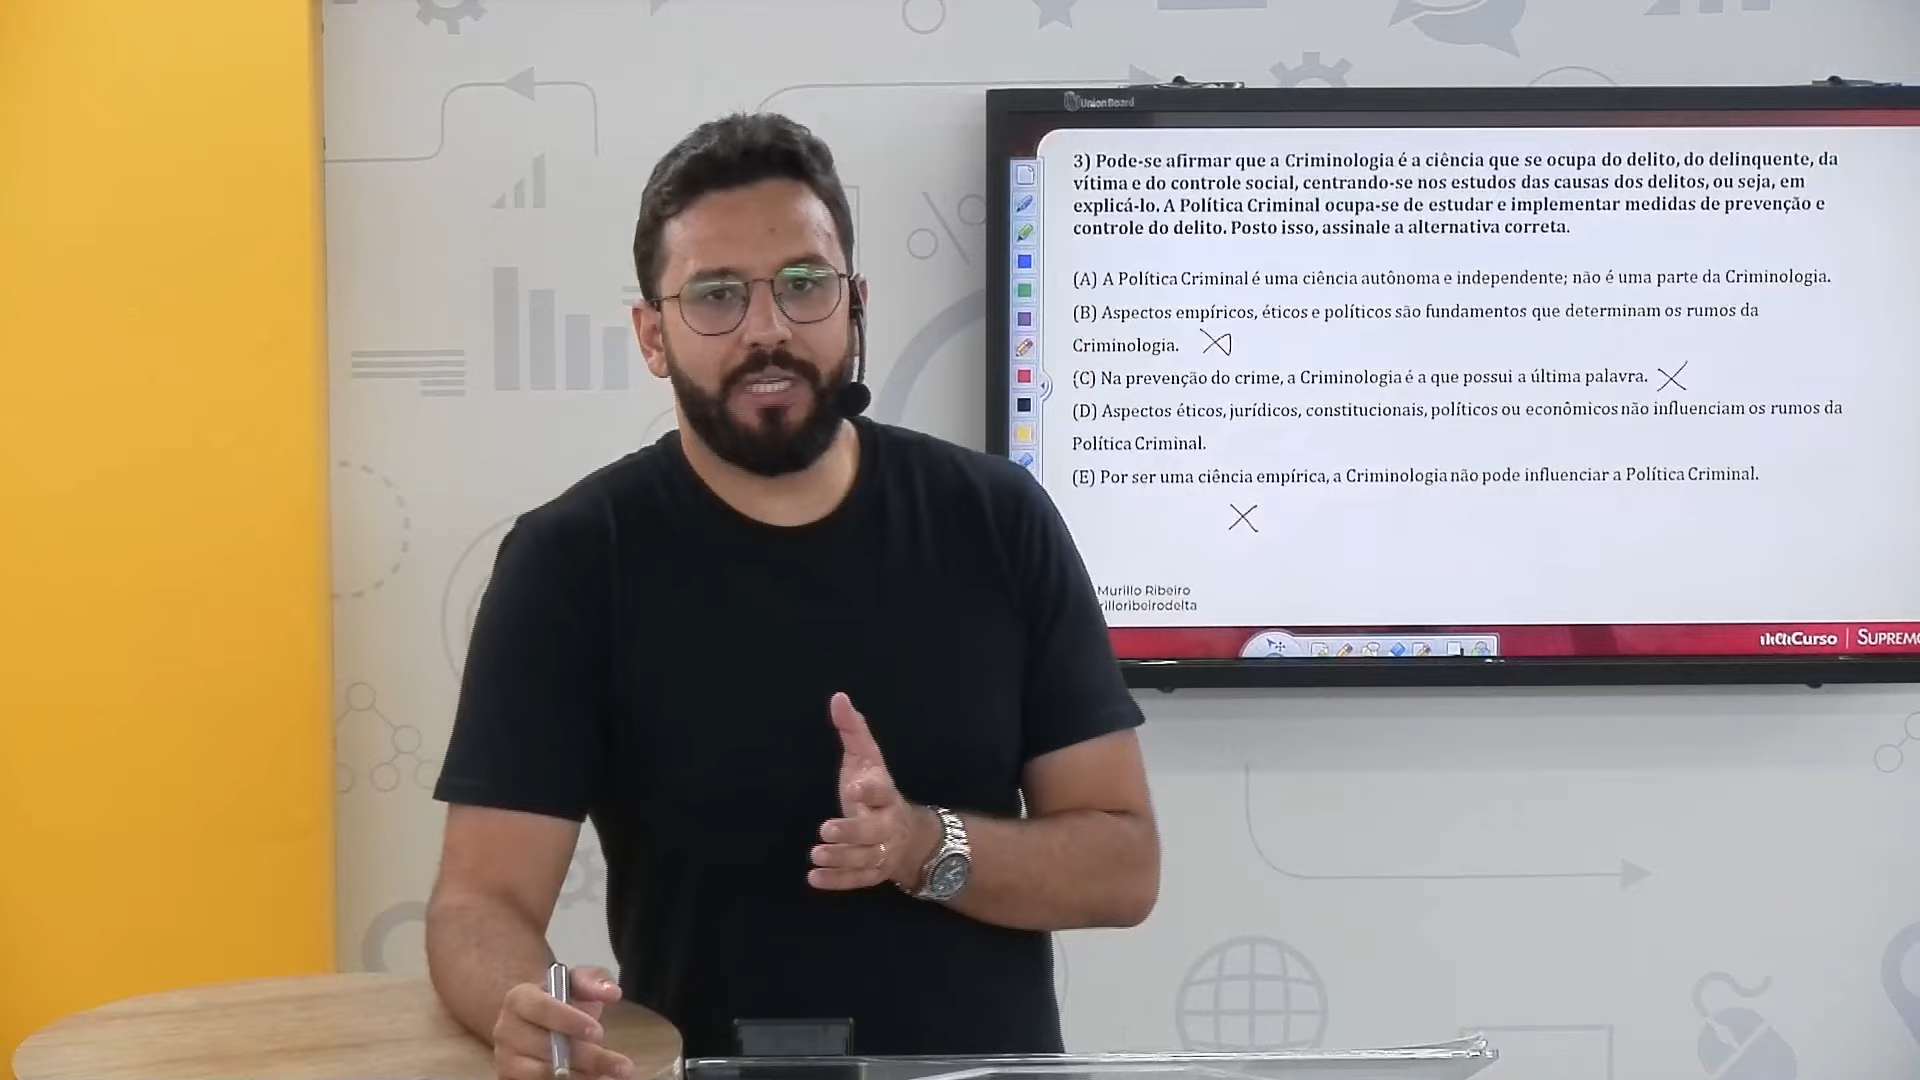 UnionBoard
3) Pode-se afirmar que a Criminologia é a ciência que se ocupa do delito, do delinquente, da
vítima e do controle social, centrando-se nos estudos das causas dos delitos, ou seja, em
explicá-lo. A Política Criminal ocupa-se de estudar e implementar medidas de prevenção e
controle do delito. Posto isso, assinale a alternativa correta.
(A) A Política Criminal é uma ciência autônoma e independente; não é uma parte da Criminologia.
(B) Aspectos empíricos, éticos e políticos são fundamentos que determinam os rumos da
Criminologia.
(C) Na prevenção do crime, a Criminologia é a que possui a última palavra.
(D) Aspectos éticos, jurídicos, constitucionais, políticos ou econômicos não influenciam os rumos da
Política Criminal.
(E) Por ser uma ciência empírica, a Criminologia não pode influenciar a Política Criminal.
Murillo Ribeiro
illoribeirodelta
Curso | SUPREMO